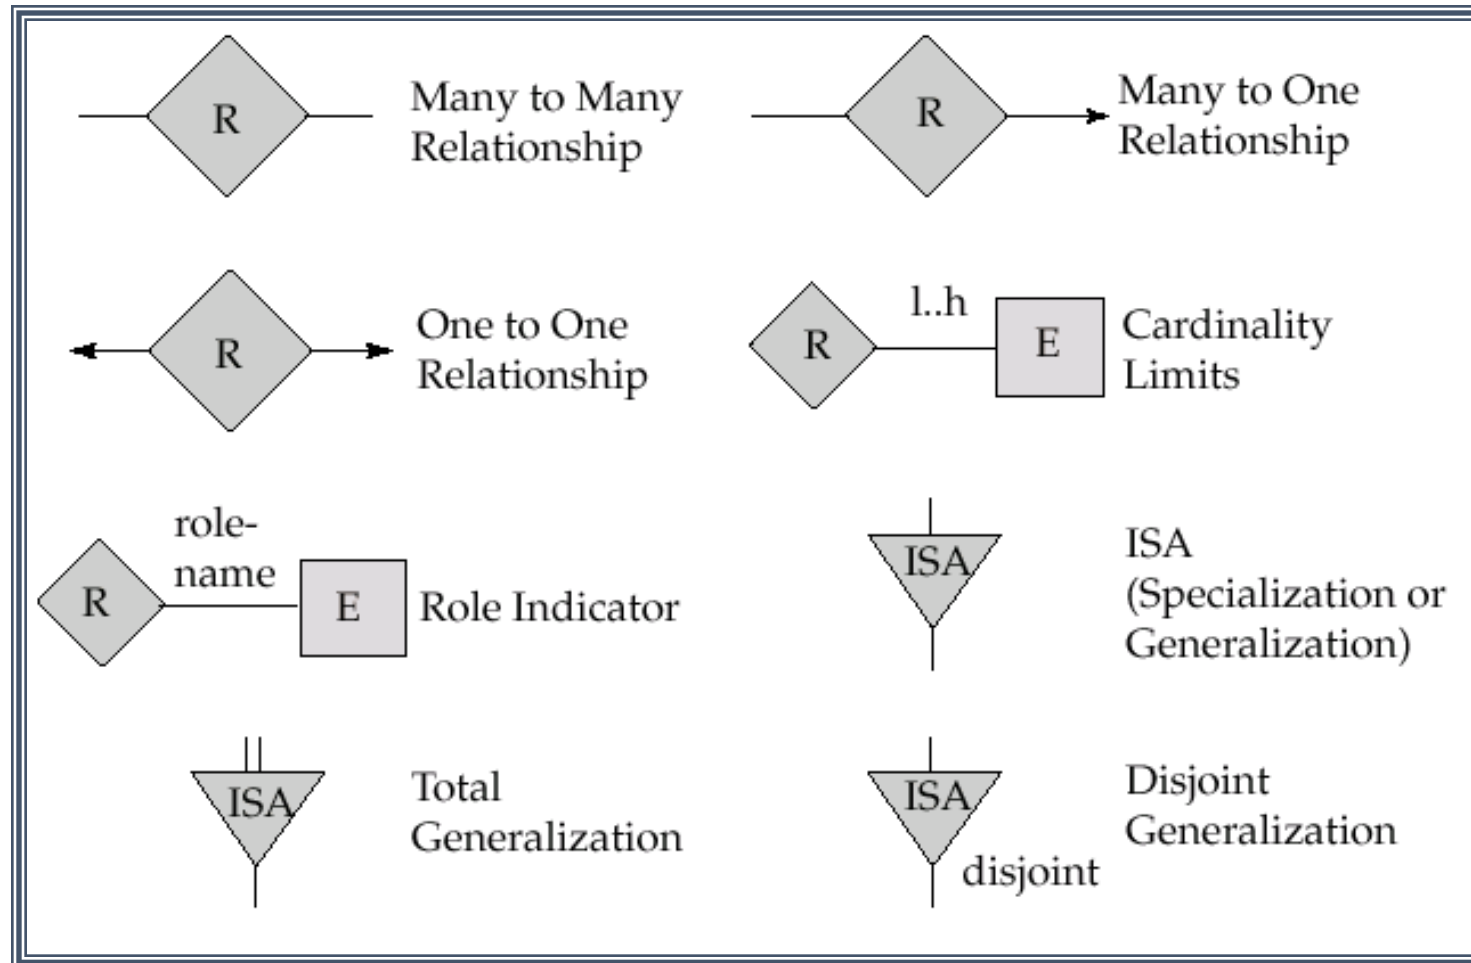 R
Many to Many
Relationship
R
Many to One
Relationship
R
One to One
Relationship
R
l..h
E
Cardinality
Limits
role-
name
R
E
Role Indicator
ISA
ISA
(Specialization or
Generalization)
ISA
Total
Generalization
ISA
disjoint
Disjoint
Generalization